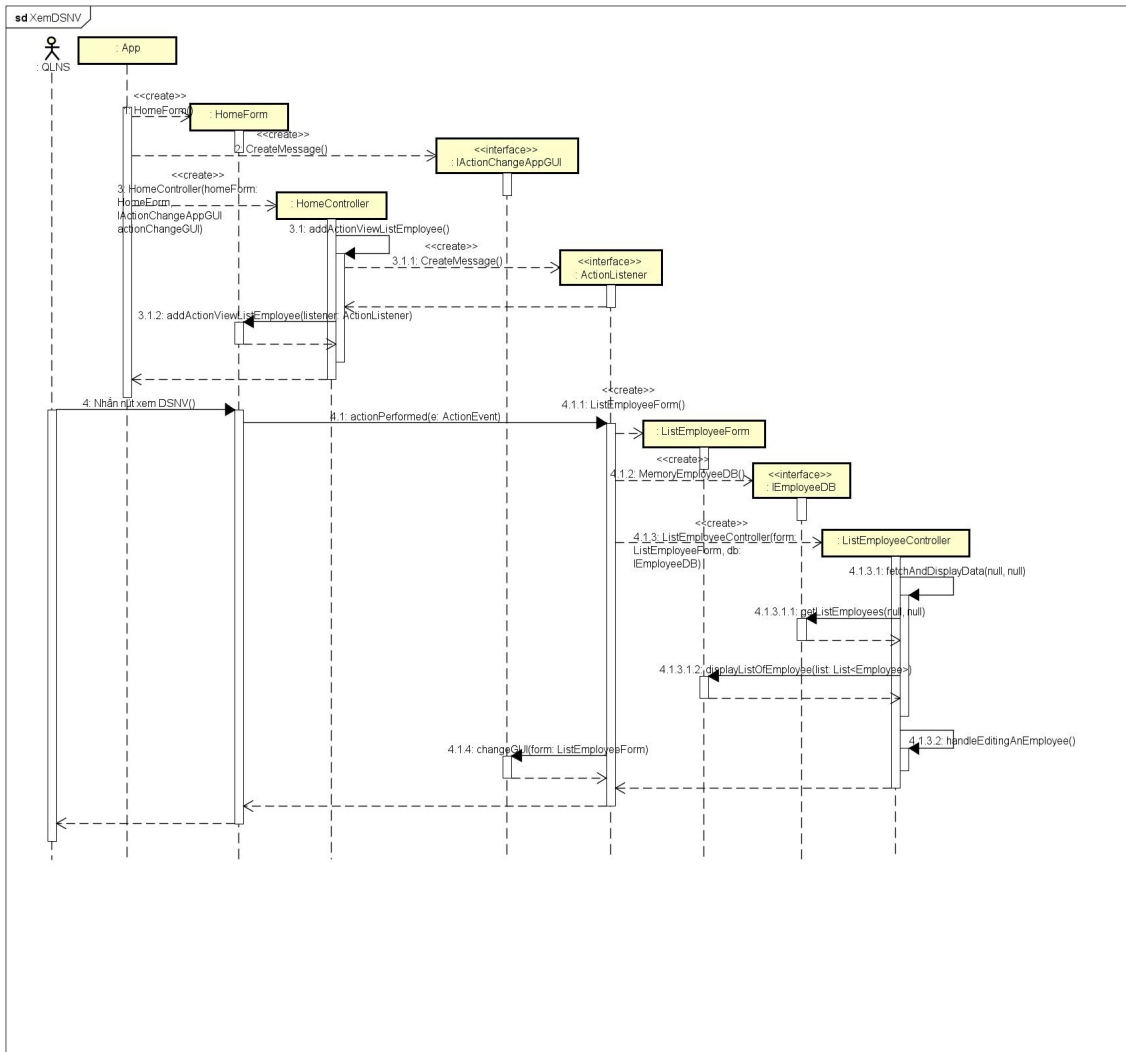 sd XemDSNV
: QLNS
: App
<<create>>
1: HomeForm()
: HomeForm
<<create>>
2: CreateMessage()
<<interface>>
: IActionChangeAppGUI
<<create>>
3: HomeController(homeForm:
HomeForm,
IActionChangeAppGUI
actionChangeGUI)
: HomeController
3.1: addActionViewListEmployee()
<<create>>
3.1.1: CreateMessage()
<<interface>>
: ActionListener
3.1.2: addActionViewListEmployee(listener: ActionListener)
4: Nhấn nút xem DSNV()
4.1: actionPerformed(e: ActionEvent)
<<create>>
4.1.1: ListEmployeeForm()
: ListEmployeeForm
<<create>>
4.1.2: MemoryEmployeeDB()
<<interface>>
: IEmployeeDB
<<create>>
4.1.3: ListEmployeeController(form:
ListEmployeeForm, db:
IEmployeeDB)
: ListEmployeeController
4.1.3.1: fetchAndDisplayData(null, null)
4.1.3.1.1: getListEmployees(null, null)
4.1.3.1.2: displayListOfEmployee(list: List<Employee>)
4.1.3.2: handleEditingAnEmployee()
4.1.4: changeGUI(form: ListEmployeeForm)